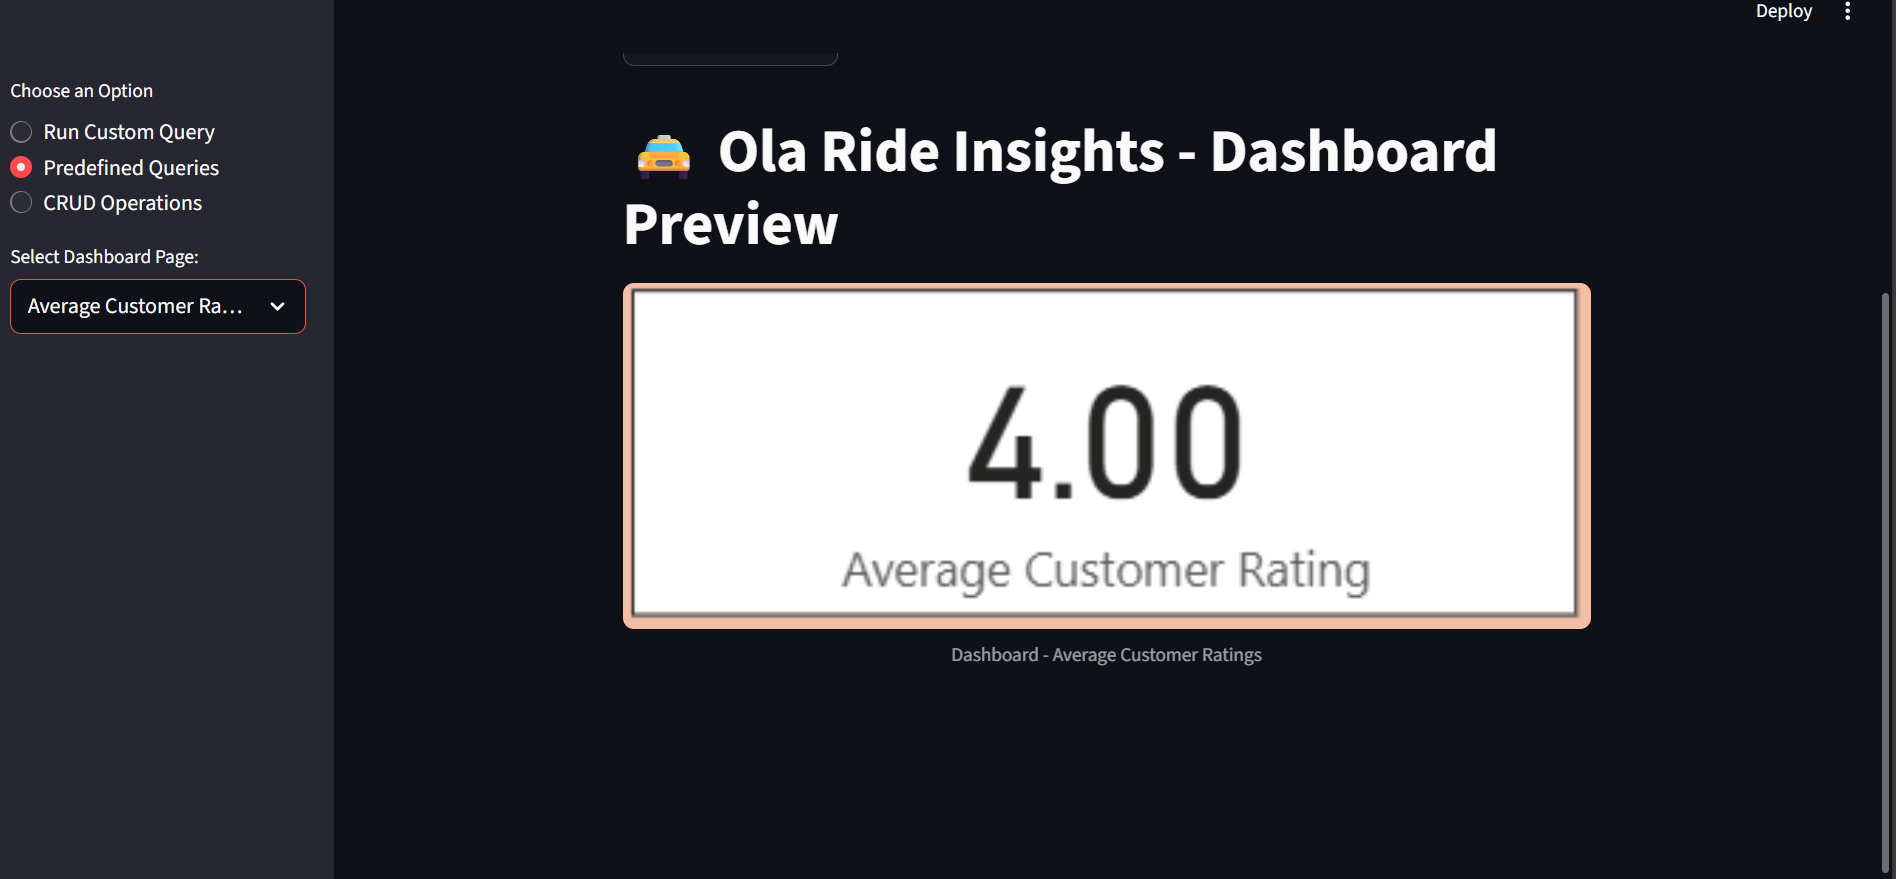 Deploy
Choose an Option
Run Custom Query
Predefined Queries
CRUD Operations
Select Dashboard Page:
Average Customer Ra...
Ola Ride Insights - Dashboard
Preview
4.00
Average Customer Rating
Dashboard - Average Customer Ratings